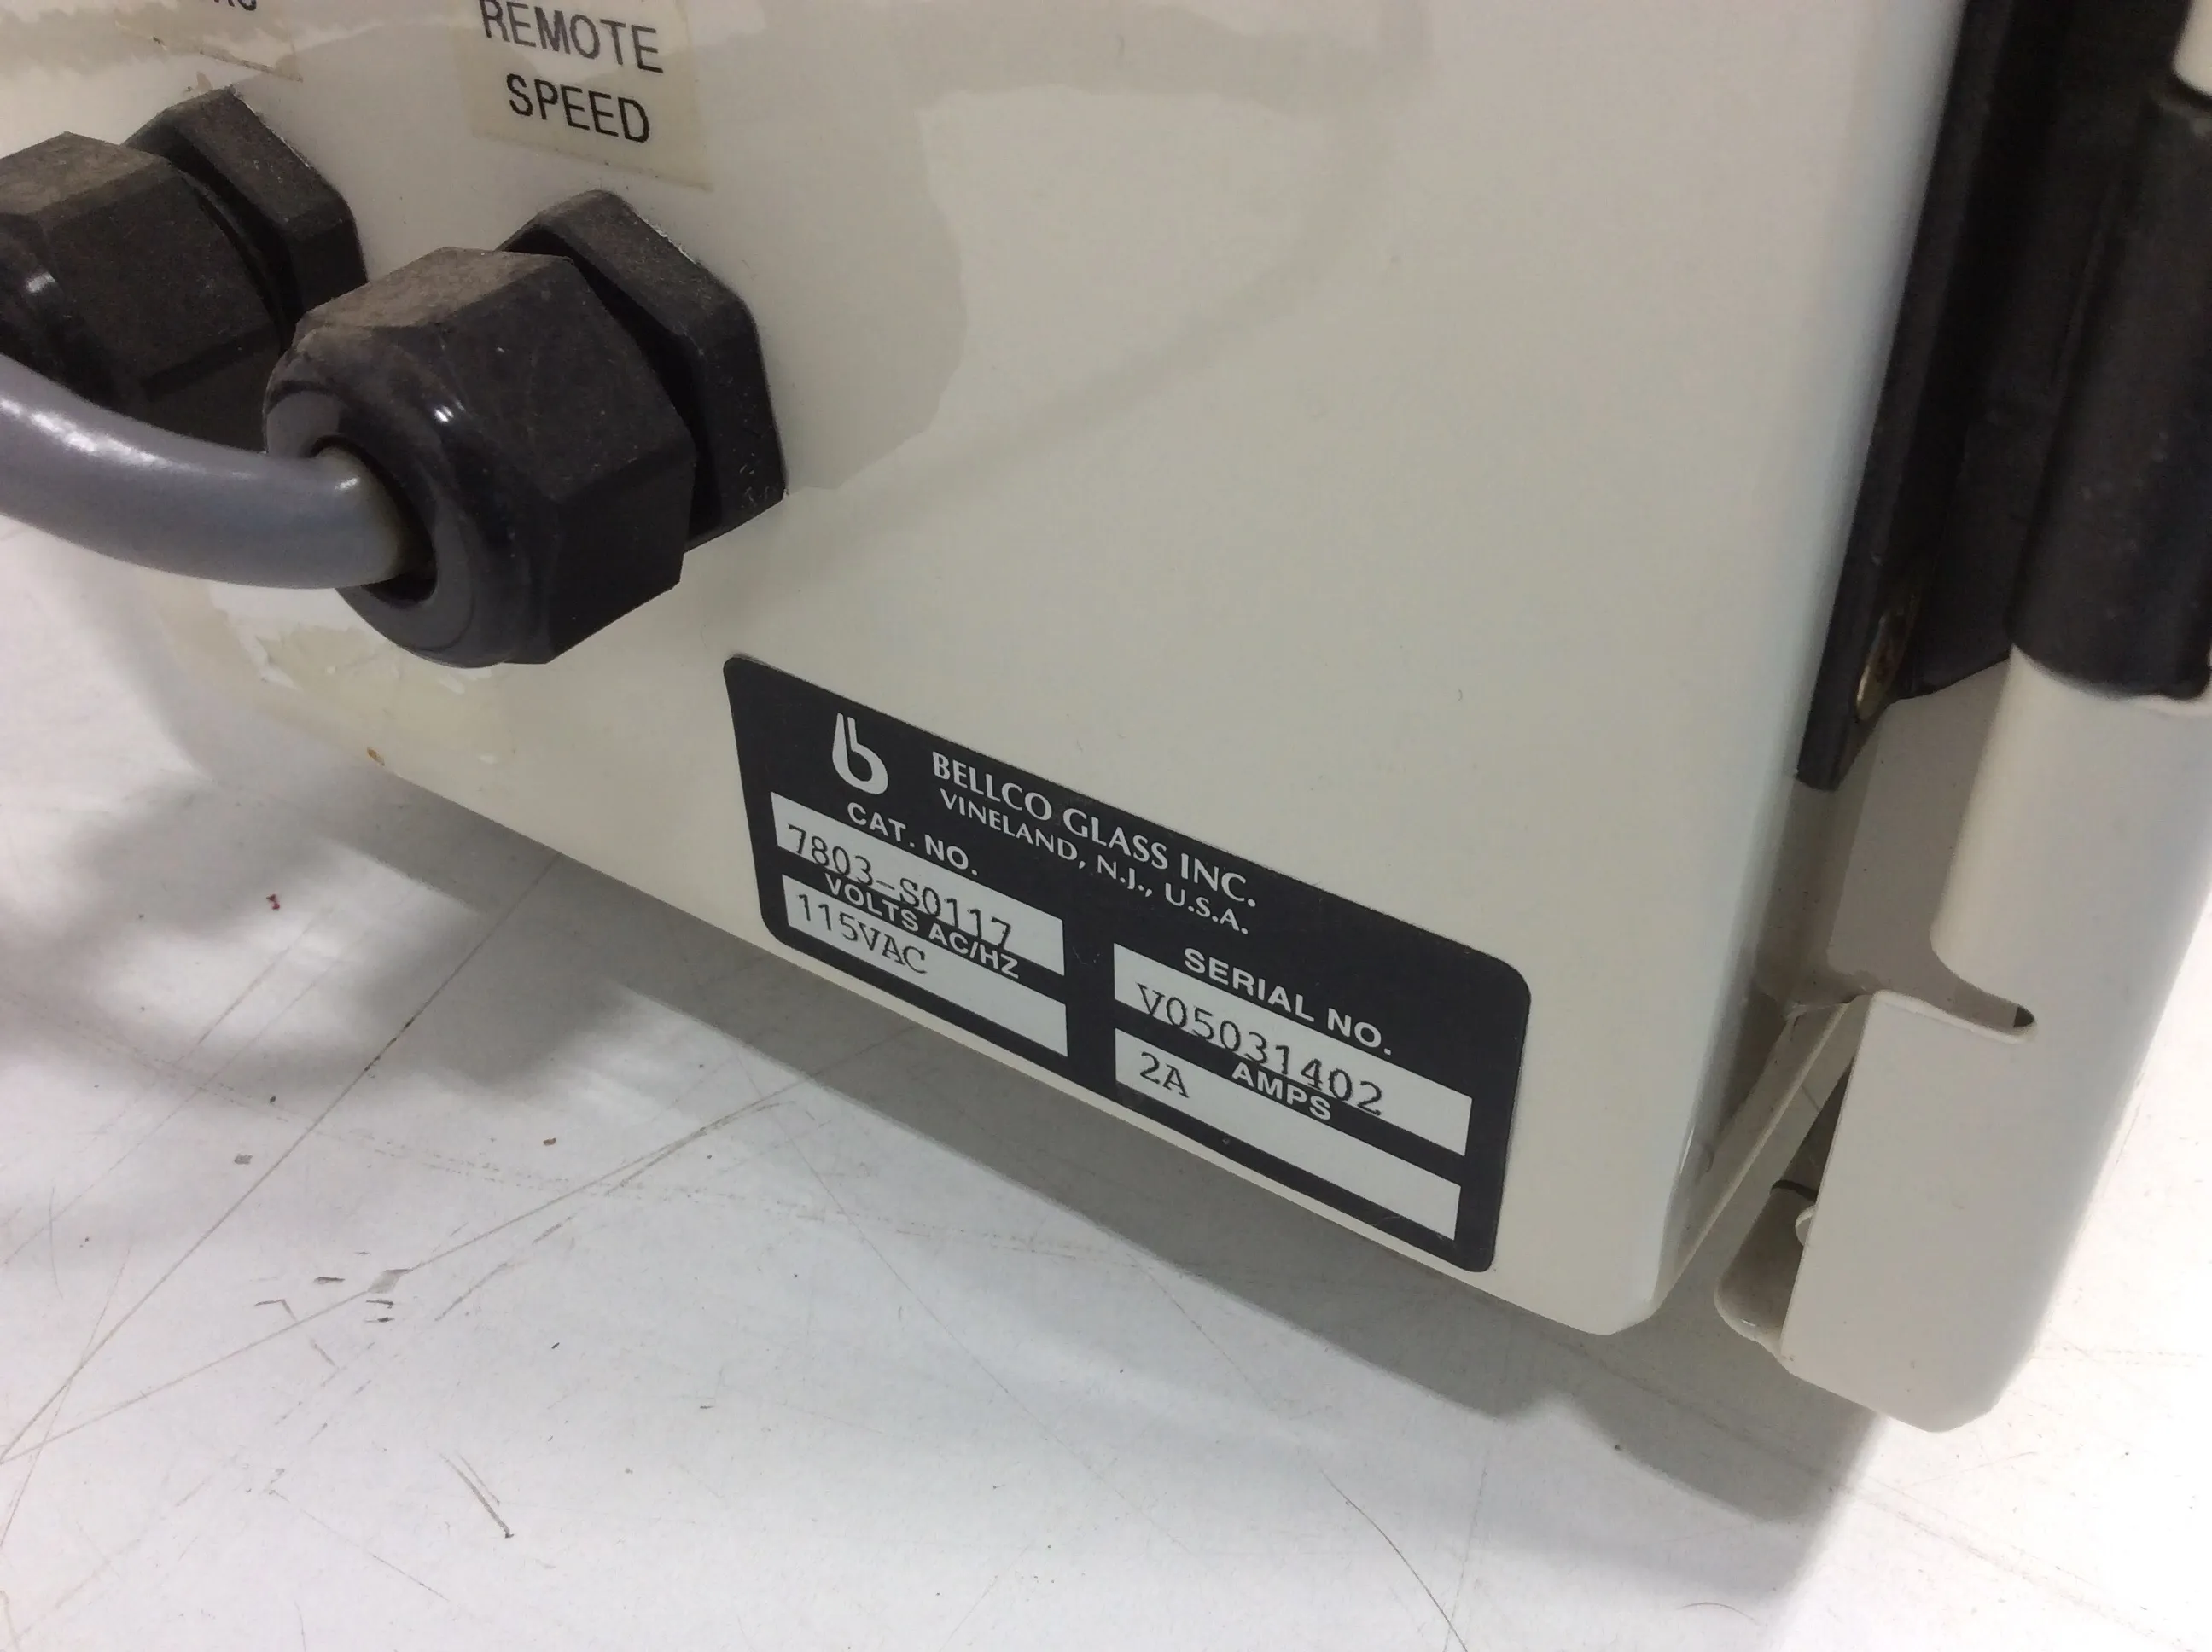 REMOTE
SPEED
b
BELLCO GLASS INC.
VINELAND, N.J., U.S.A.
CAT. NO.
7803-S0117
SERIAL NO.
V05031402
VOLTS AC/HZ
115VAC
AMPS
2A